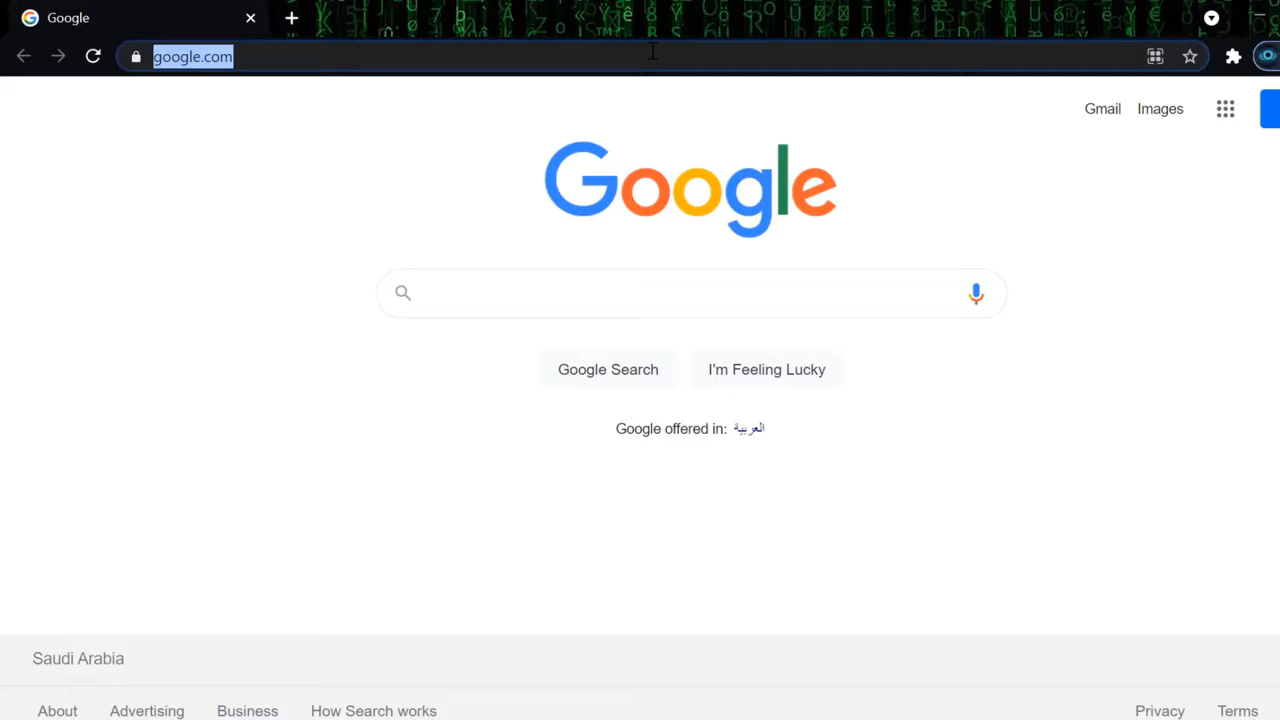 Google
google.com
Gmail Images
Google
Google Search I'm Feeling Lucky
Google offered in: العربية
Saudi Arabia
About Advertising Business How Search works Privacy Terms